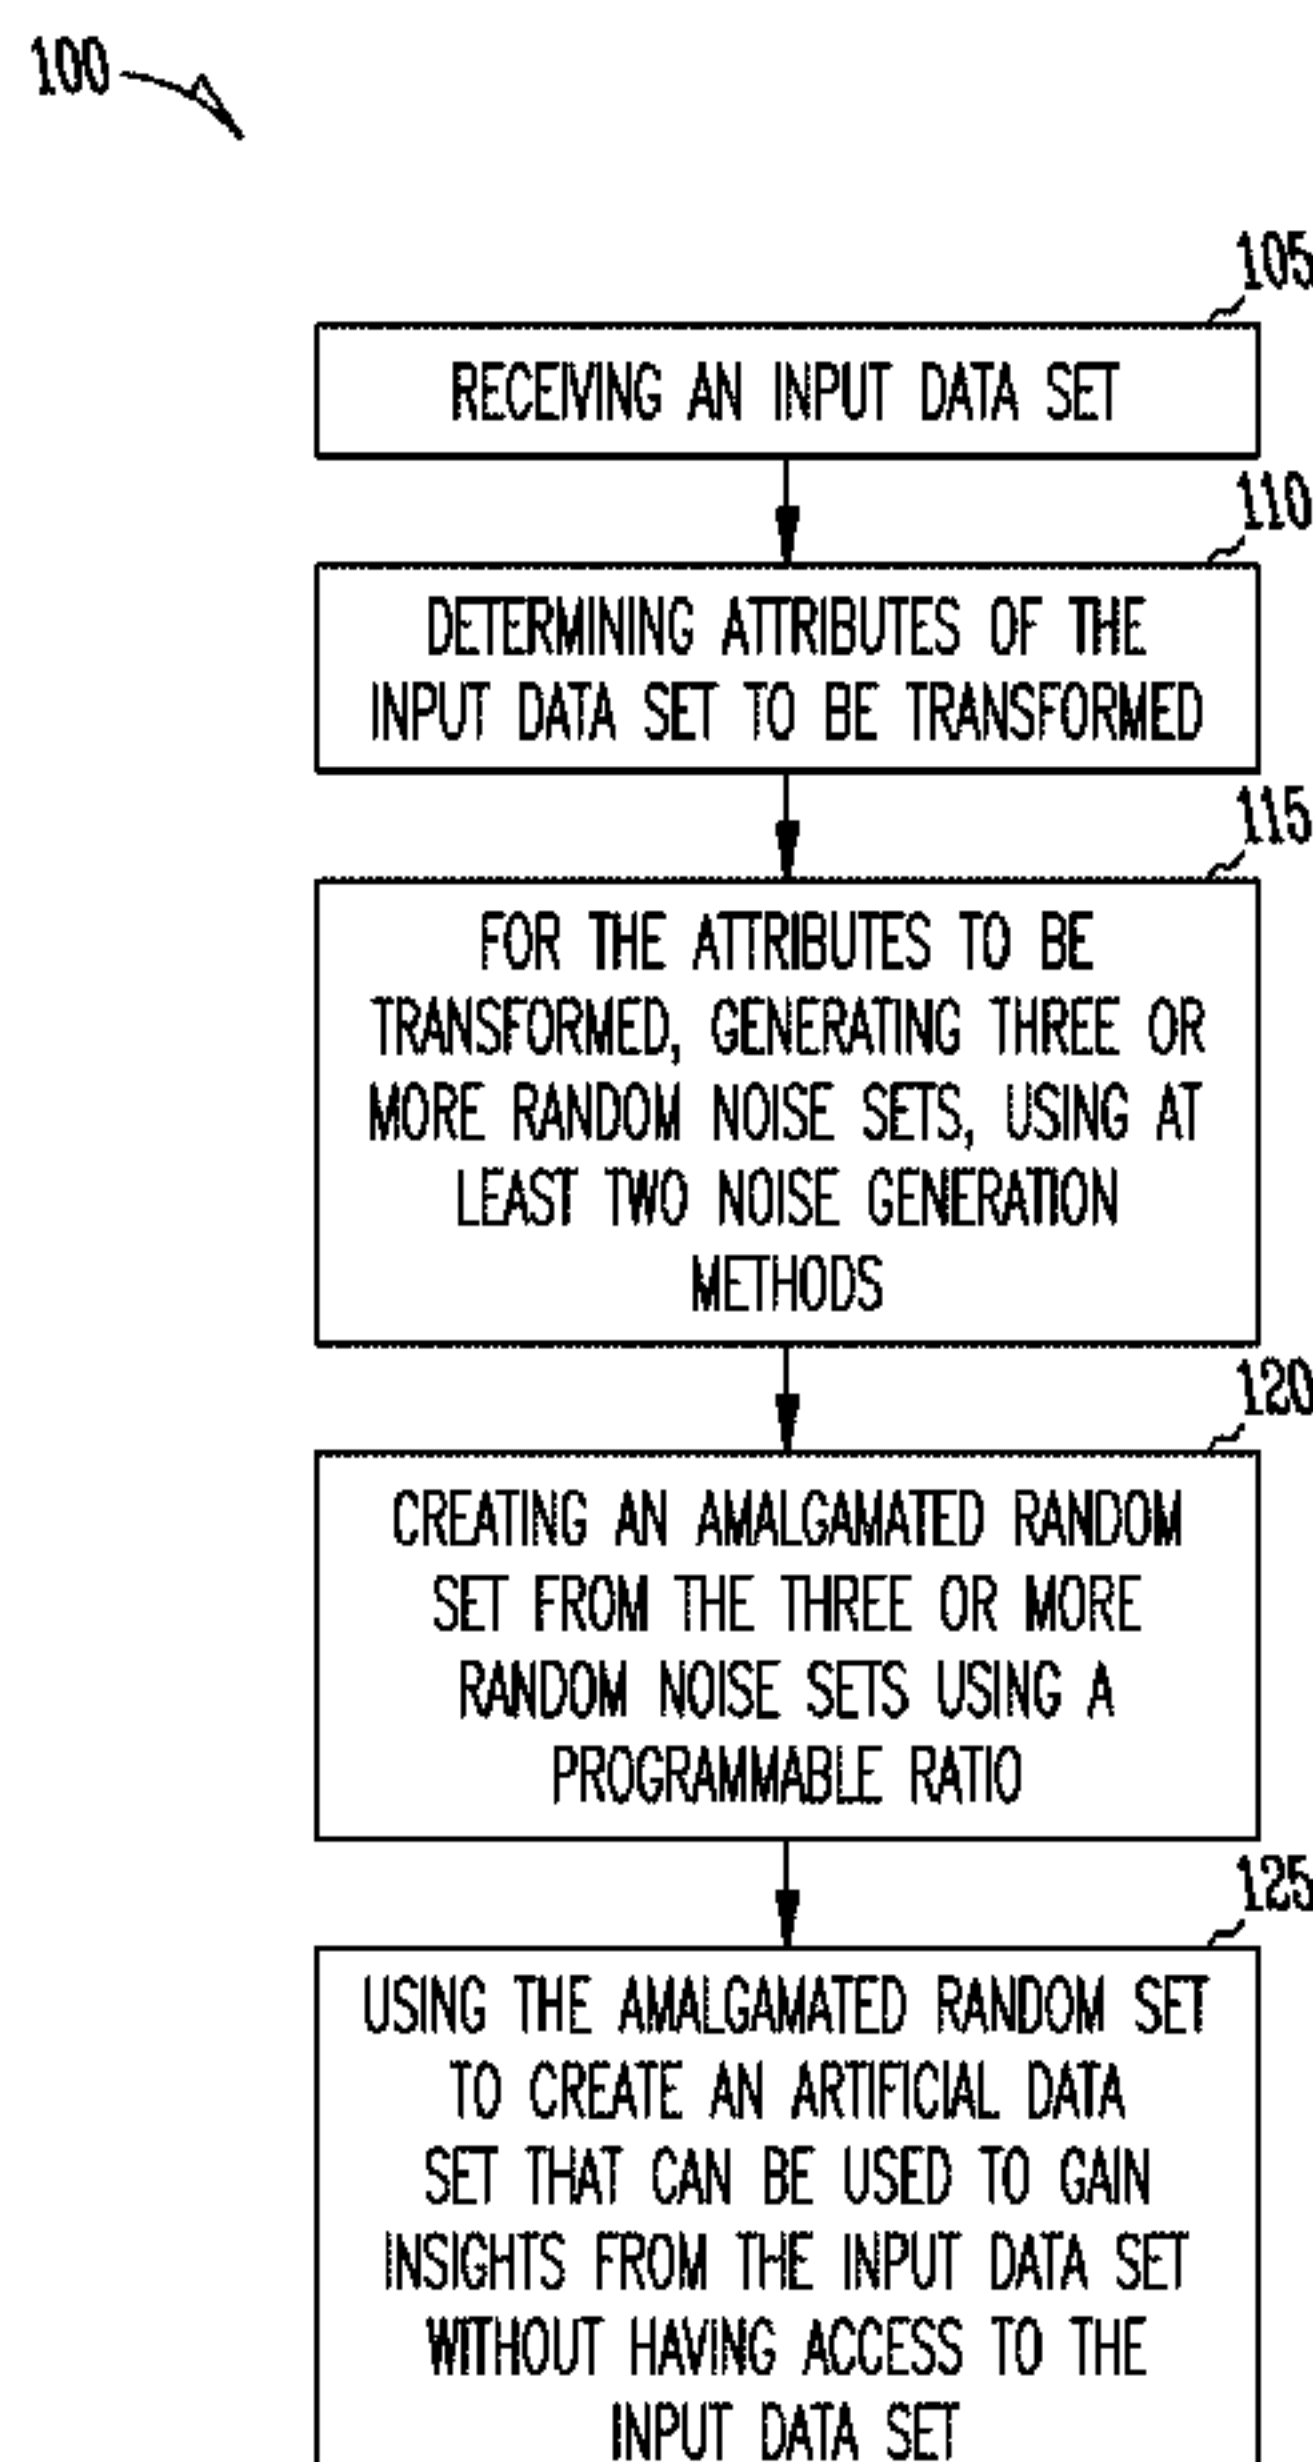 100
105
RECEIVING AN INPUT DATA SET
110
DETERMINING ATTRIBUTES OF THE
INPUT DATA SET TO BE TRANSFORMED
115
FOR THE ATTRIBUTES TO BE
TRANSFORMED, GENERATING THREE OR
MORE RANDOM NOISE SETS, USING AT
LEAST TWO NOISE GENERATION
METHODS
120
CREATING AN AMALGAMATED RANDOM
SET FROM THE THREE OR MORE
RANDOM NOISE SETS USING A
PROGRAMMABLE RATIO
125
USING THE AMALGAMATED RANDOM SET
TO CREATE AN ARTIFICIAL DATA
SET THAT CAN BE USED TO GAIN
INSIGHTS FROM THE INPUT DATA SET
WITHOUT HAVING ACCESS TO THE
INPUT DATA SET